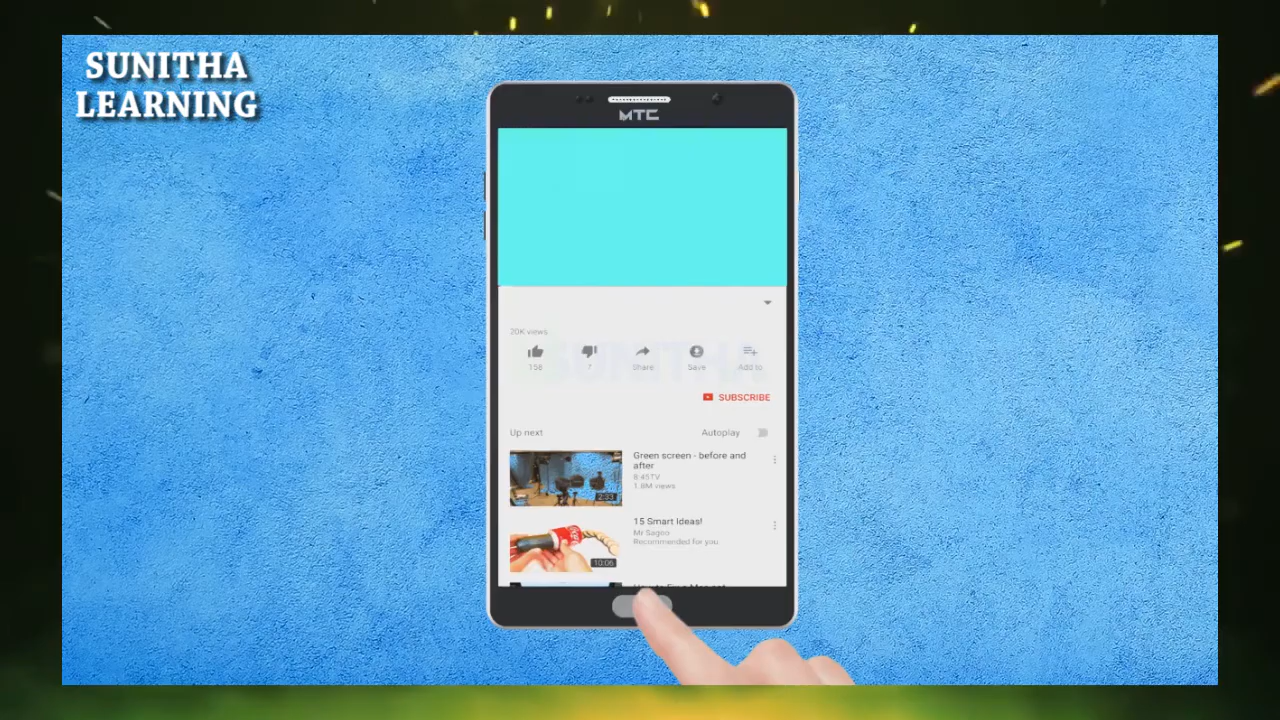 SUNITHA
LEARNING
MTC
20K views
158
7
Share
Save
Add to
SUNITHA
SUBSCRIBE
Up next
Autoplay
Green screen - before and
after
8:45TV
1.8M views
2:33
15 Smart Ideas!
Mr Sagoo
Recommended for you
10:06